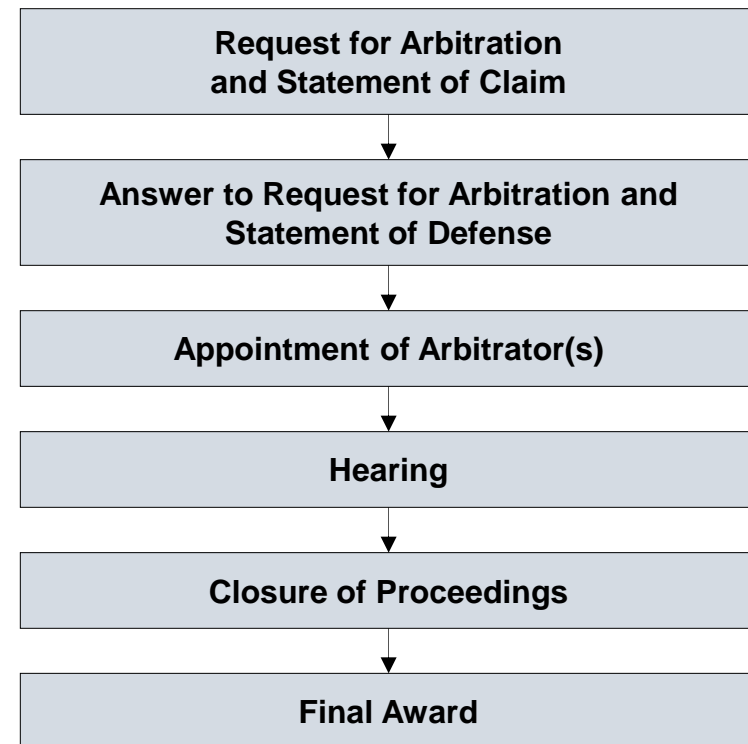 Request for Arbitration
and Statement of Claim
Answer to Request for Arbitration and
Statement of Defense
Appointment of Arbitrator(s)
Hearing
Closure of Proceedings
Final Award